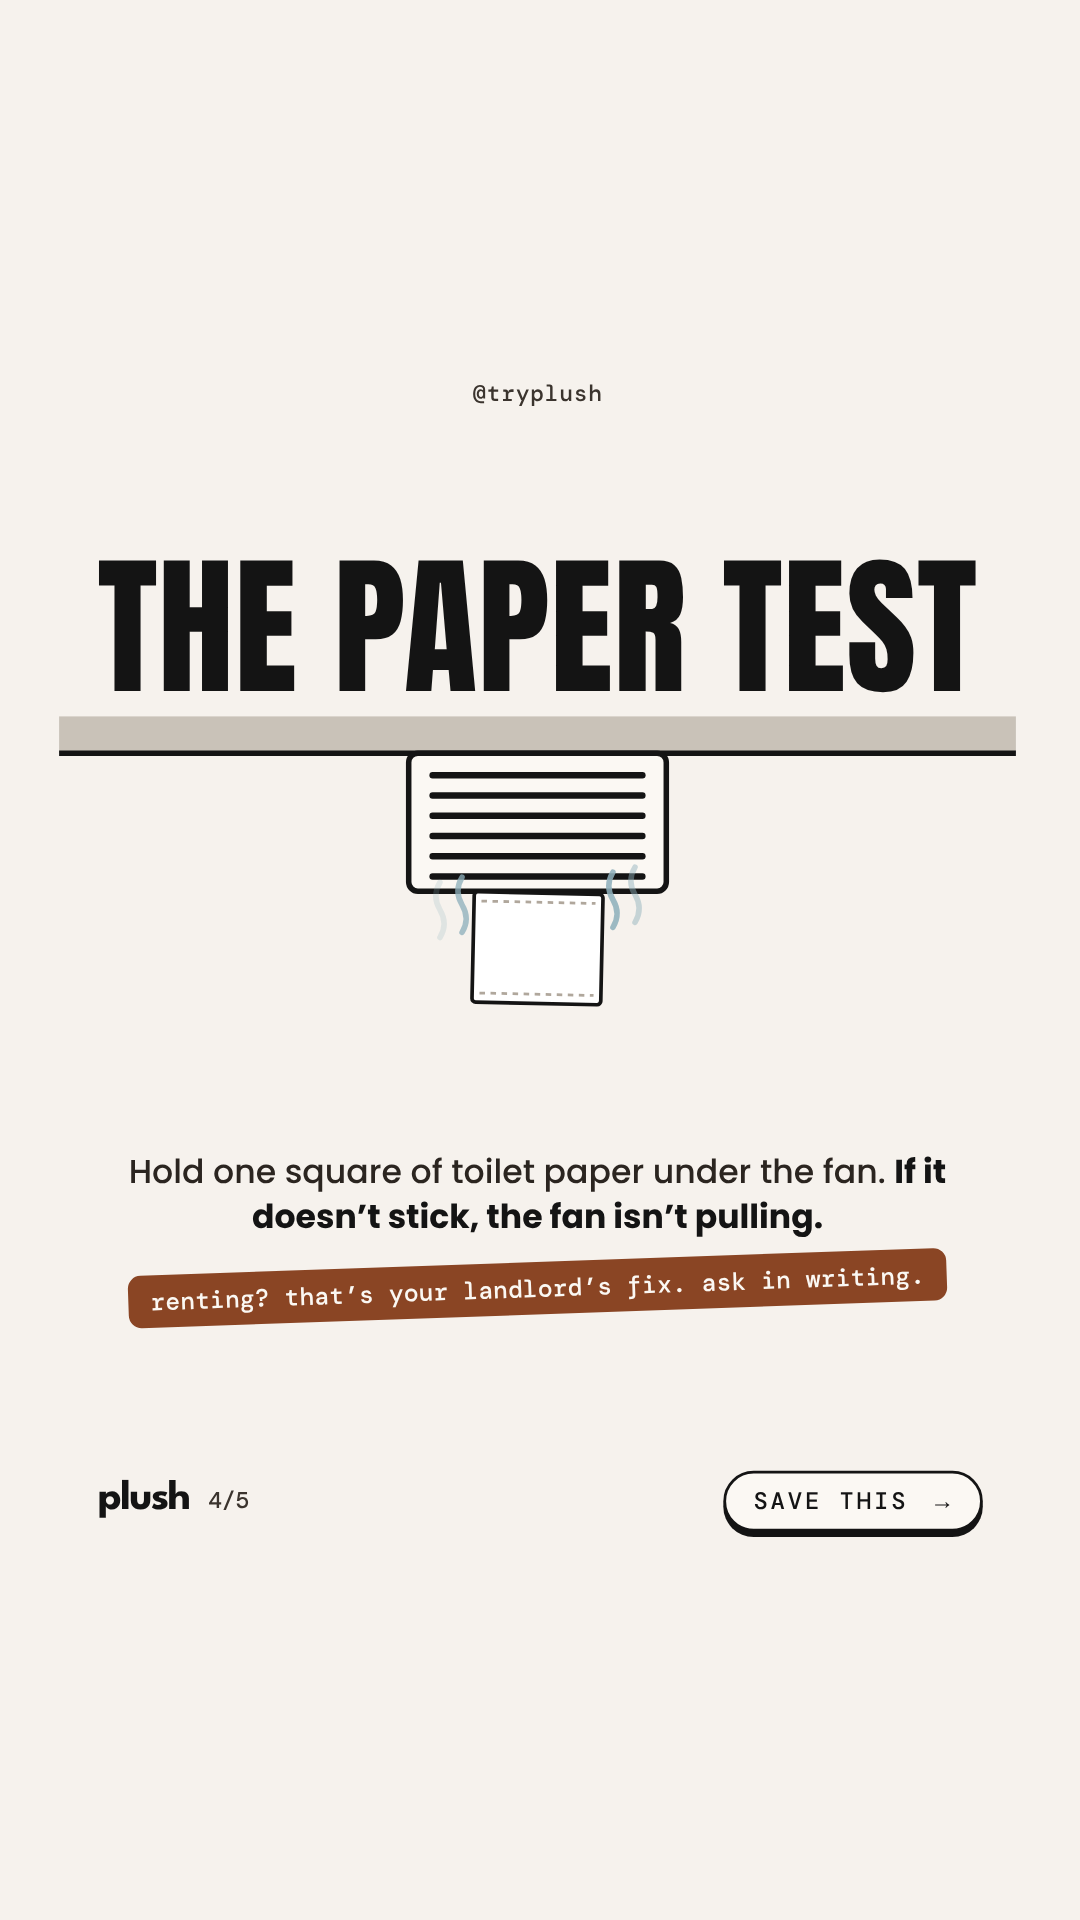 @tryplush
THE PAPER TEST
Hold one square of toilet paper under the fan. If it
doesn’t stick, the fan isn’t pulling.
renting? that’s your landlord’s fix. ask in writing.
plush 4/5
SAVE THIS →